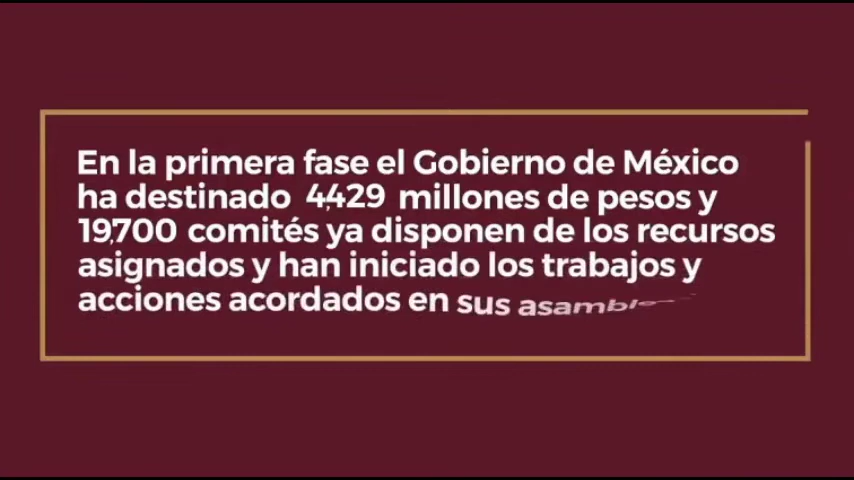 En la primera fase el Gobierno de México
ha destinado 4,429 millones de pesos y
19,700 comités ya disponen de los recursos
asignados y han iniciado los trabajos y
acciones acordados en sus